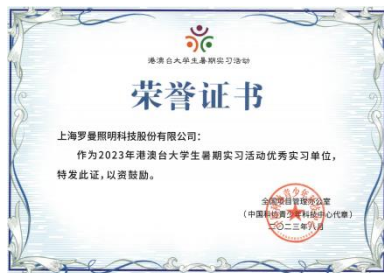 港澳台大学生暑期实习活动
荣誉证书
上海罗曼照明科技股份有限公司：
作为2023年港澳台大学生暑期实习活动优秀实习单位，
特发此证，以资鼓励。
全国项目管理办公室
（中国科协青少年科技中心代章）
二〇二三年八月